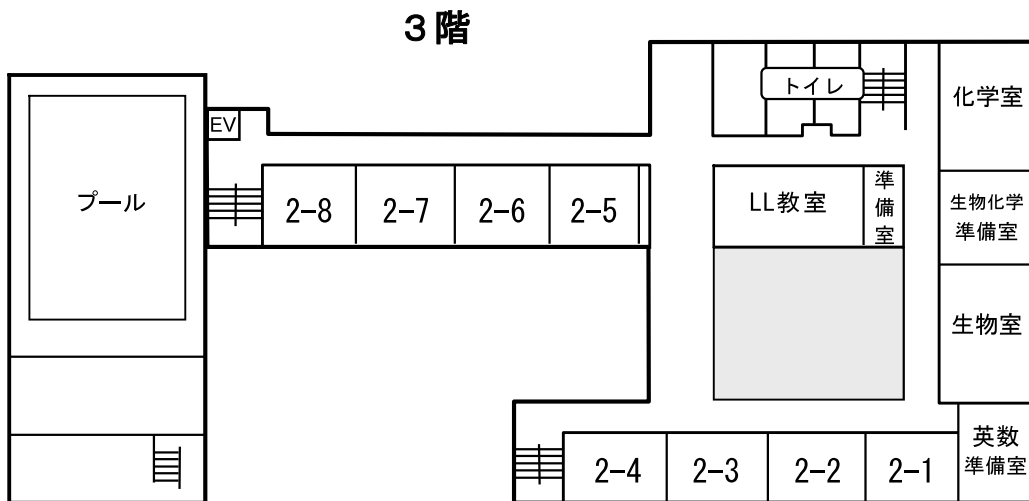 3階
トイレ
化学室
EV
プール
2-8
2-7
2-6
2-5
LL教室
準備室
生物化学
準備室
生物室
2-4
2-3
2-2
2-1
英数
準備室